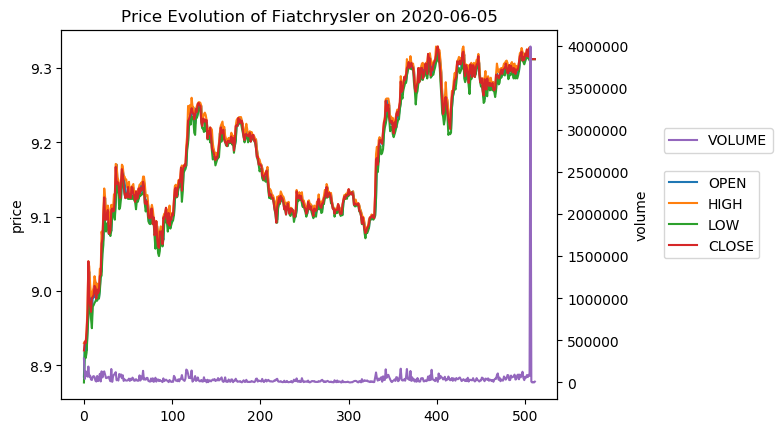 Price Evolution of Fiatchrysler on 2020-06-05
price
9.3
9.2
9.1
9.0
8.9
0
100
200
300
400
500
4000000
3500000
3000000
2500000
2000000
1500000
1000000
500000
0
volume
VOLUME
OPEN
HIGH
LOW
CLOSE